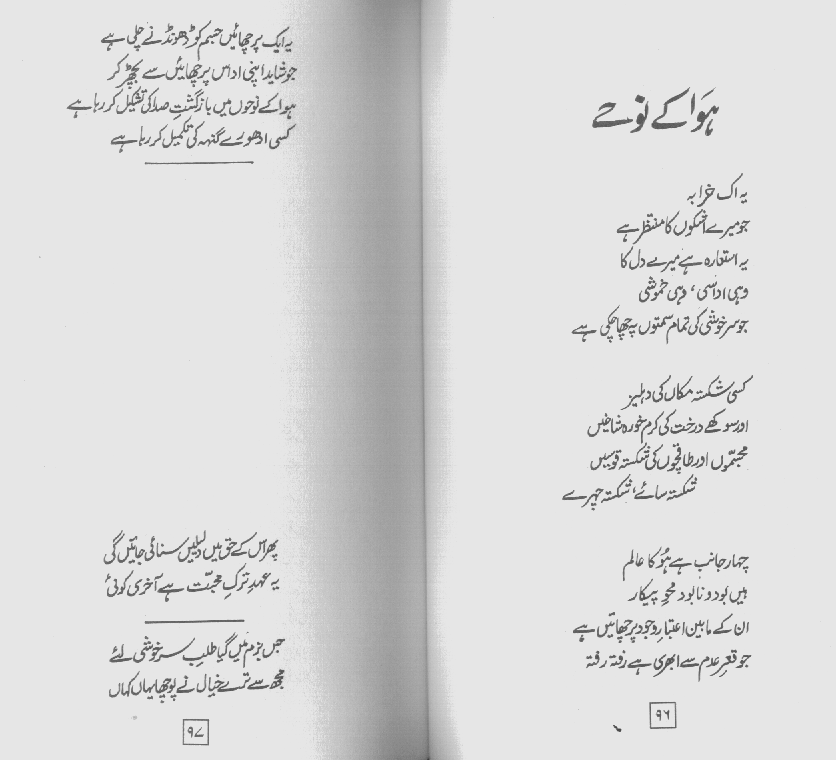 ہَوا کے نوحے
یہ اک خرابہ
جو میرے اشکوں کا منتظر ہے
یہ استعارہ ہے میرے دل کا
وہی اداسی، وہی خموشی
جو سرخوشی کی تمام سمتوں پہ چھا چکی ہے
کسی شکستہ مکاں کی دہلیز
اور سوکھے درخت کی کرم خوردہ شاخیں
مجسّموں اور طاقچوں کی شکستہ قوسیں
شکستہ سائے، شکستہ چہرے
چہار جانب ہے ہُو کا عالم
ہیں بود و نابود محوِ پیکار
ان کے مابین اعتبارِ وجود پرچھائیں ہے
جو قعرِ عدم سے ابھری ہے رفتہ رفتہ
۹۶
یہ ایک پرچھائیں جسم کو ڈھونڈنے چلی ہے
جو شاید اپنی اداس پرچھائیں سے بچھڑ کر
ہوا کے نوحوں میں بازگشتِ صدا کی تشکیل کر رہا ہے
کسی ادھورے گنہہ کی تکمیل کر رہا ہے
پھر اس کے حق میں دلیلیں سنائی جائیں گی
یہ عہدِ ترکِ محبّت ہے آخری کوئی
جس بزم میں گیا طلبِ سرخوشی لئے
مجھ سے ترے خیال نے پوچھا یہاں کہاں
۹۷